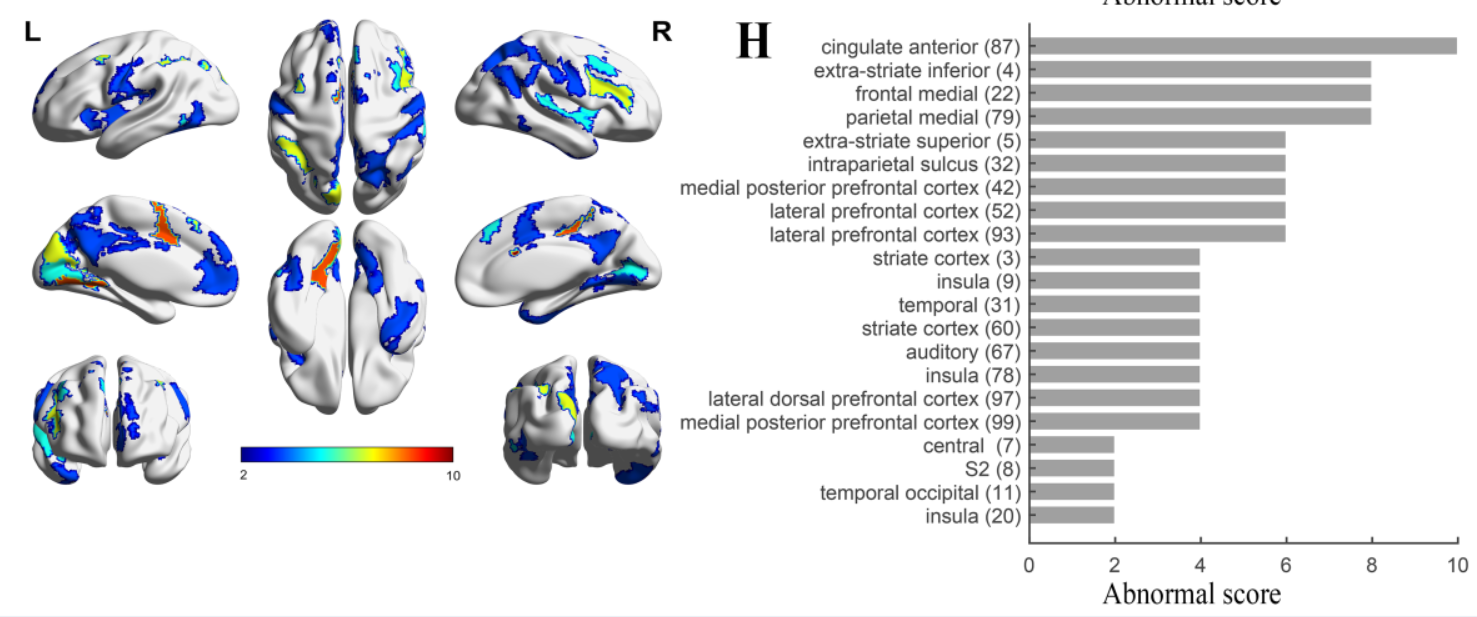 Abnormal score
L
R
H
cingulate anterior (87)
extra-striate inferior (4)
frontal medial (22)
parietal medial (79)
extra-striate superior (5)
intraparietal sulcus (32)
medial posterior prefrontal cortex (42)
lateral prefrontal cortex (52)
lateral prefrontal cortex (93)
striate cortex (3)
insula (9)
temporal (31)
striate cortex (60)
auditory (67)
insula (78)
lateral dorsal prefrontal cortex (97)
medial posterior prefrontal cortex (99)
central (7)
S2 (8)
temporal occipital (11)
insula (20)
2 10
0 2 4 6 8 10
Abnormal score